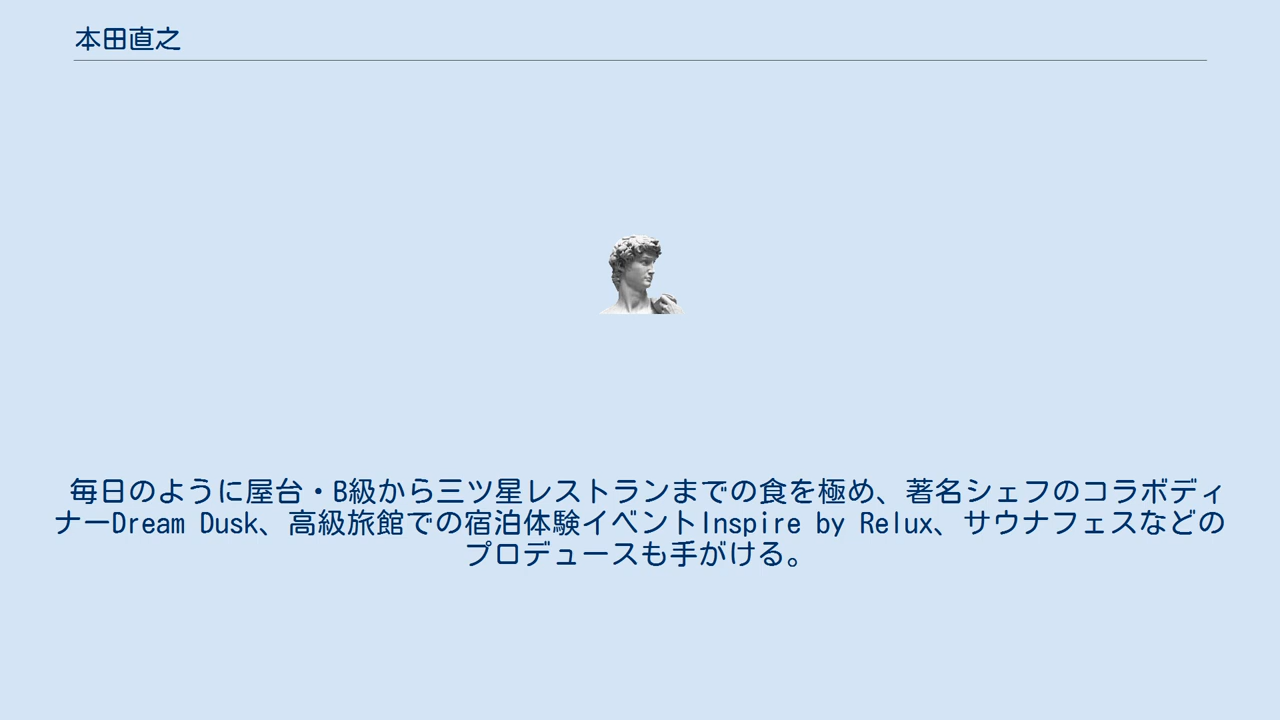 本田直之
毎日のように屋台・B級から三ツ星レストランまでの食を極め、著名シェフのコラボディ
ナーDream Dusk、高級旅館での宿泊体験イベントInspire by Relux、サウナフェスなどの
プロデュースも手がける。